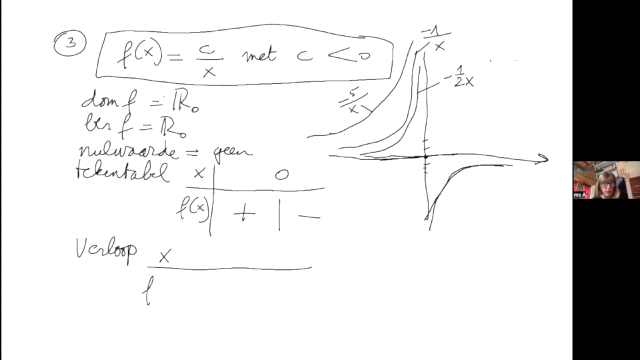 3
f(x) = c/x met c < 0
dom f = ℝ₀
ber f = ℝ₀
nulwaarde = geen
tekentabel x 0
f(x) + | —
Verloop x
f
-1/x
-1/2x
-5/x